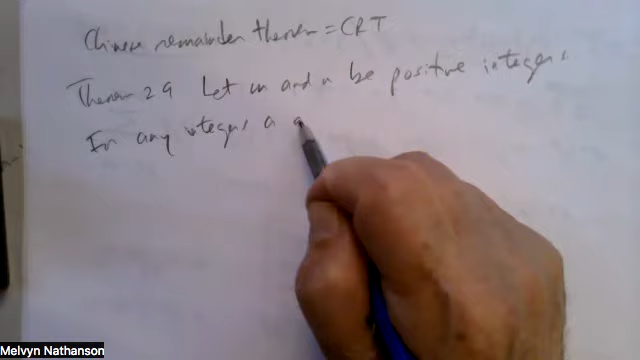 Chinese remainder theorem = CRT
Theorem 2.9 Let m and n be positive integers.
For any integers a a
Melvyn Nathanson